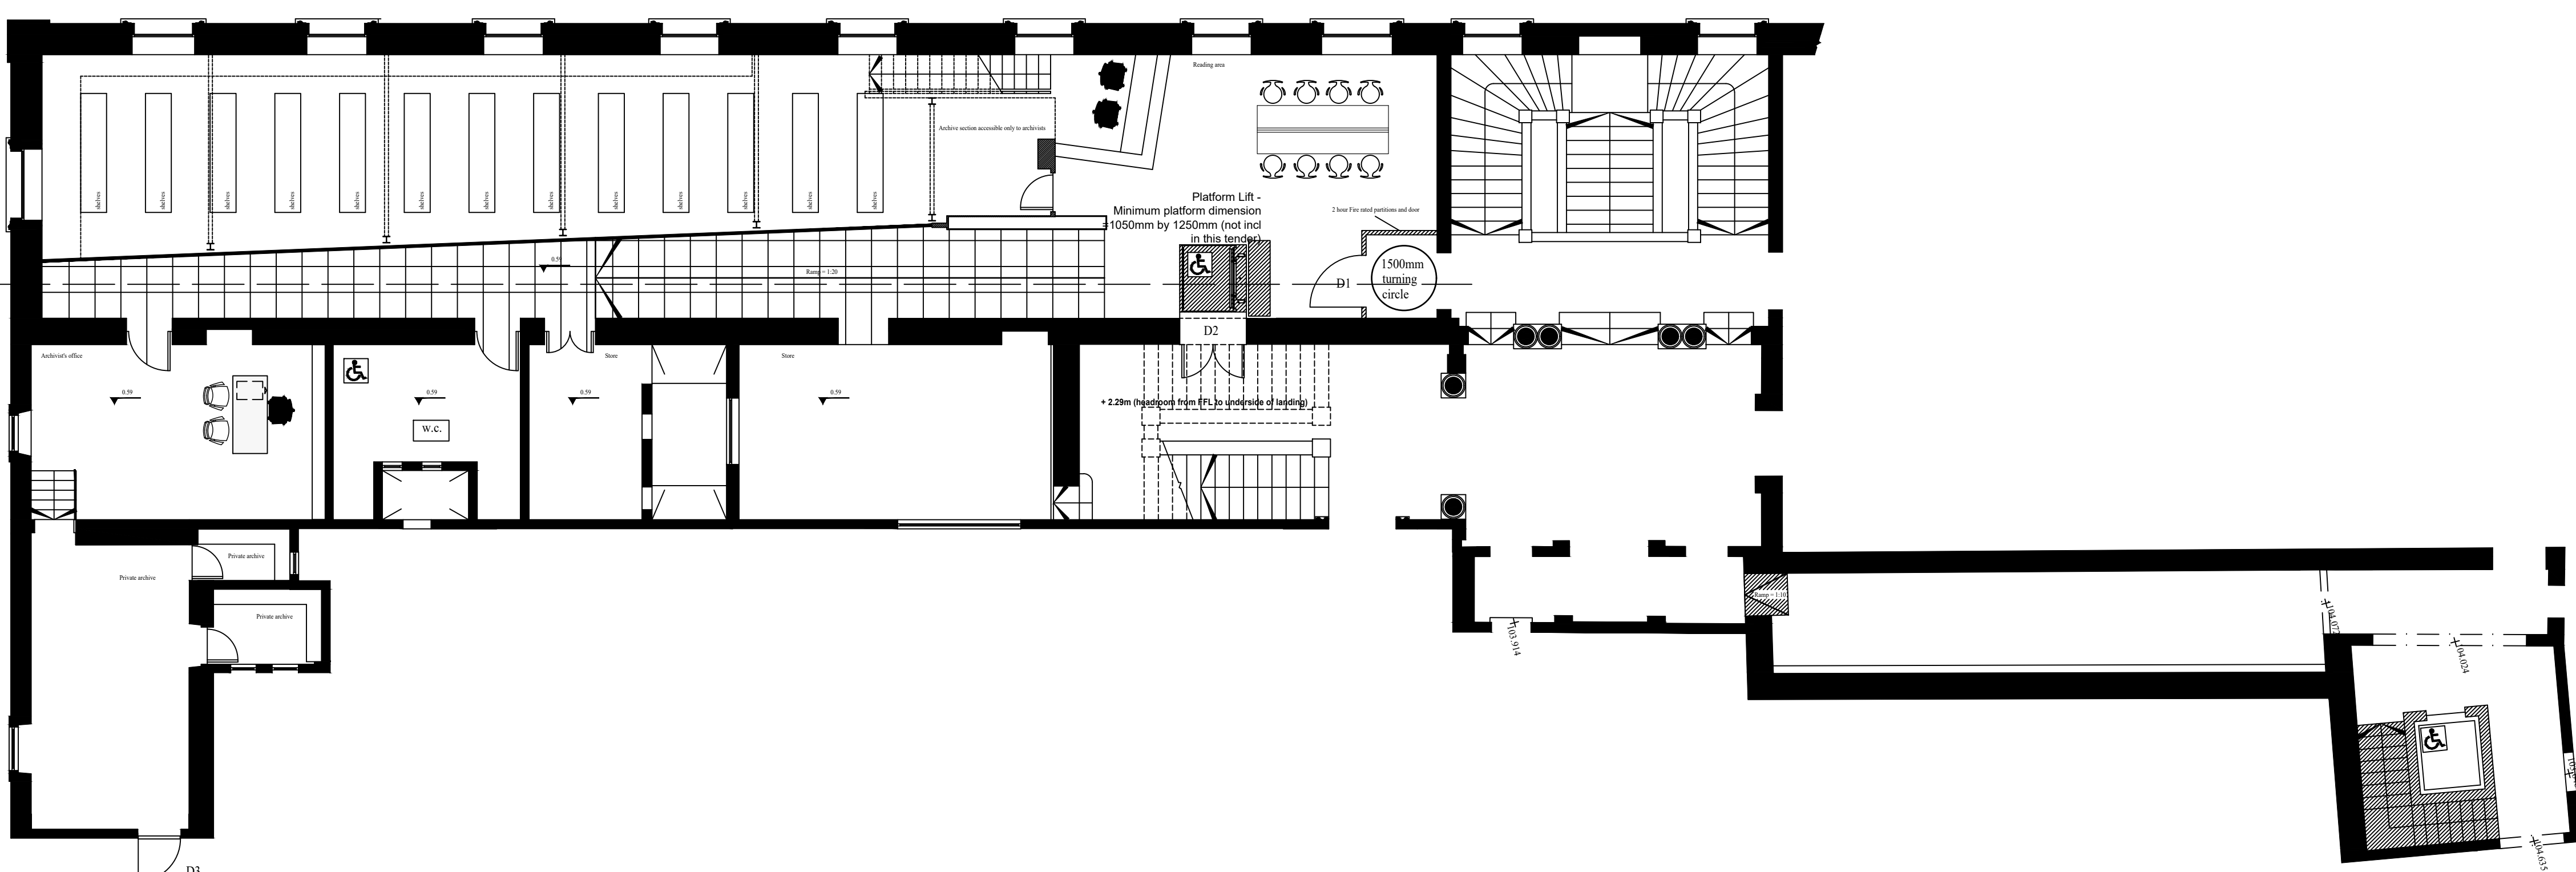 Reading area
Archive section accessible only to archivists
shelves
shelves
shelves
shelves
shelves
shelves
shelves
shelves
shelves
shelves
shelves
shelves
shelves
Platform Lift -
Minimum platform dimension
=1050mm by 1250mm (not incl
in this tender)
2 hour Fire rated partitions and door
0.59
Ramp = 1:20
D1
1500mm
turning
circle
D2
Archivist's office
Store
Store
0.59
0.59
0.59
0.59
w.c.
+ 2.29m (headroom from FFL to underside of landing)
Private archive
Private archive
Private archive
Ramp = 1:10
103.914
104.072
104.024
104.635
D3